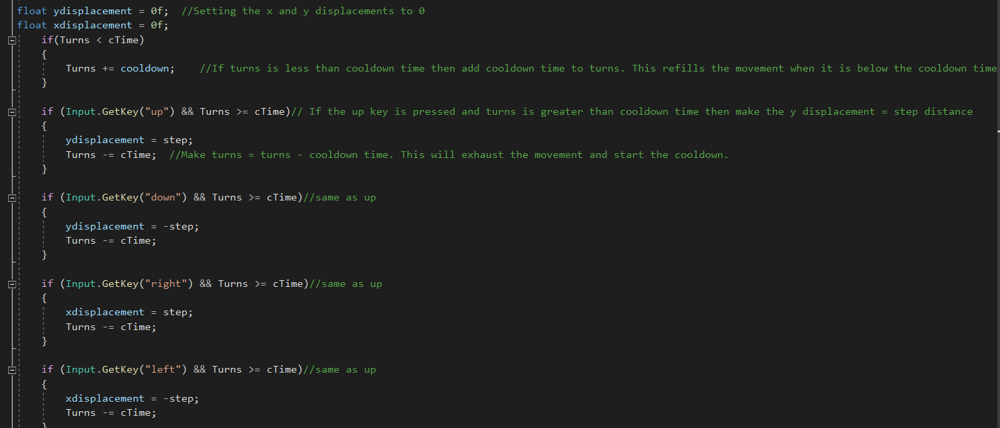 float ydisplacement = 0f;  //Setting the x and y displacements to 0
float xdisplacement = 0f;
    if(Turns < cTime)
    {
        Turns += cooldown;    //If turns is less than cooldown time then add cooldown time to turns. This refills the movement when it is below the cooldown time
    }

    if (Input.GetKey("up") && Turns >= cTime)// If the up key is pressed and turns is greater than cooldown time then make the y displacement = step distance
    {
        ydisplacement = step;
        Turns -= cTime;  //Make turns = turns - cooldown time. This will exhaust the movement and start the cooldown.
    }

    if (Input.GetKey("down") && Turns >= cTime)//same as up
    {
        ydisplacement = -step;
        Turns -= cTime;
    }

    if (Input.GetKey("right") && Turns >= cTime)//same as up
    {
        xdisplacement = step;
        Turns -= cTime;
    }

    if (Input.GetKey("left") && Turns >= cTime)//same as up
    {
        xdisplacement = -step;
        Turns -= cTime;
    }